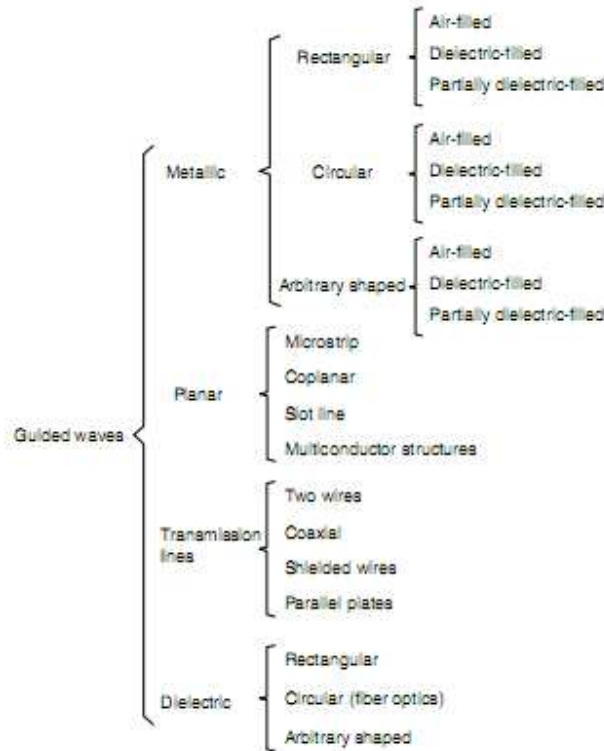 Air-filled
Dielectric-filled
Partially dielectric-filled
Rectangular
Air-filled
Dielectric-filled
Partially dielectric-filled
Circular
Metallic
Air-filled
Dielectric-filled
Partially dielectric-filled
Arbitrary shaped
Microstrip
Coplanar
Slot line
Multiconductor structures
Planar
Guided waves
Two wires
Coaxial
Shielded wires
Parallel plates
Transmission
lines
Rectangular
Circular (fiber optics)
Arbitrary shaped
Dielectric